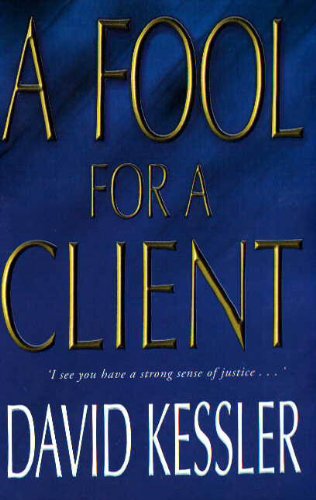 A FOOL
FOR A
CLIENT
'I see you have a strong sense of justice . . .'
DAVID KESSLER